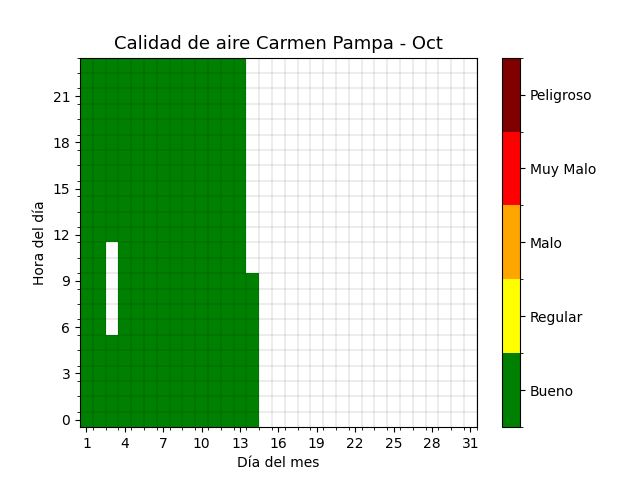 Calidad de aire Carmen Pampa - Oct
21
18
15
12
9
6
3
0
Hora del día
1 4 7 10 13 16 19 22 25 28 31
Día del mes
Peligroso
Muy Malo
Malo
Regular
Bueno